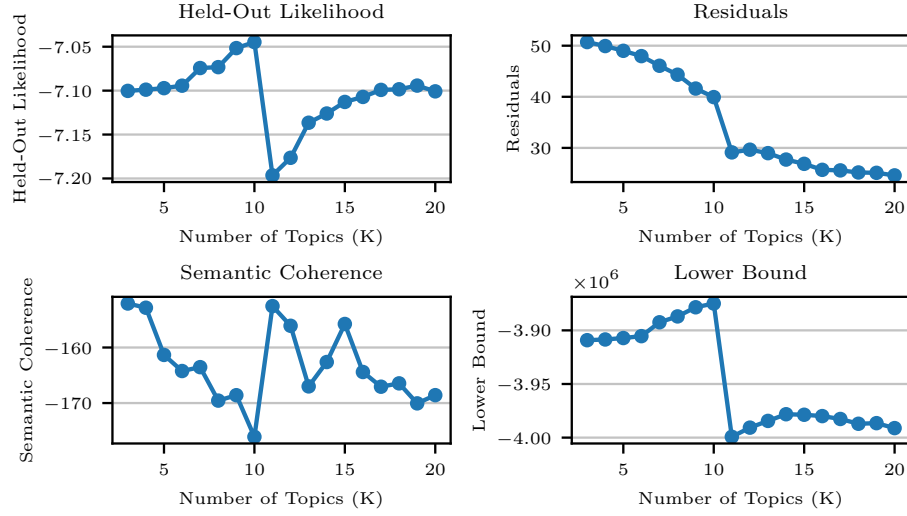 Held-Out Likelihood
Held-Out Likelihood
−7.05
−7.10
−7.15
−7.20
5 10 15 20
Number of Topics (K)
Residuals
Residuals
50
40
30
5 10 15 20
Number of Topics (K)
Semantic Coherence
Semantic Coherence
−160
−170
5 10 15 20
Number of Topics (K)
Lower Bound
×10⁶
Lower Bound
−3.90
−3.95
−4.00
5 10 15 20
Number of Topics (K)